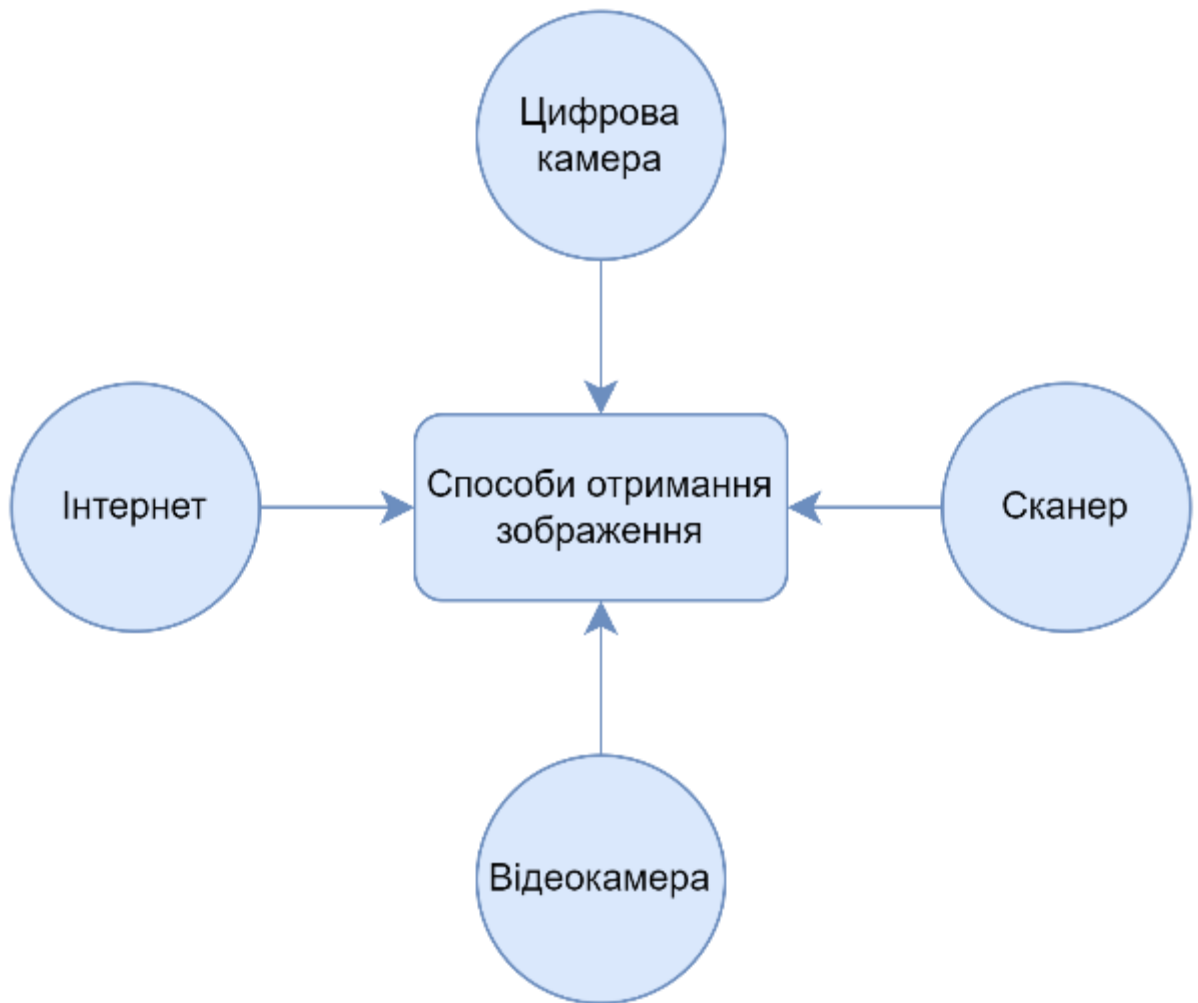 Цифрова
камера
Інтернет
Способи отримання
зображення
Сканер
Відеокамера